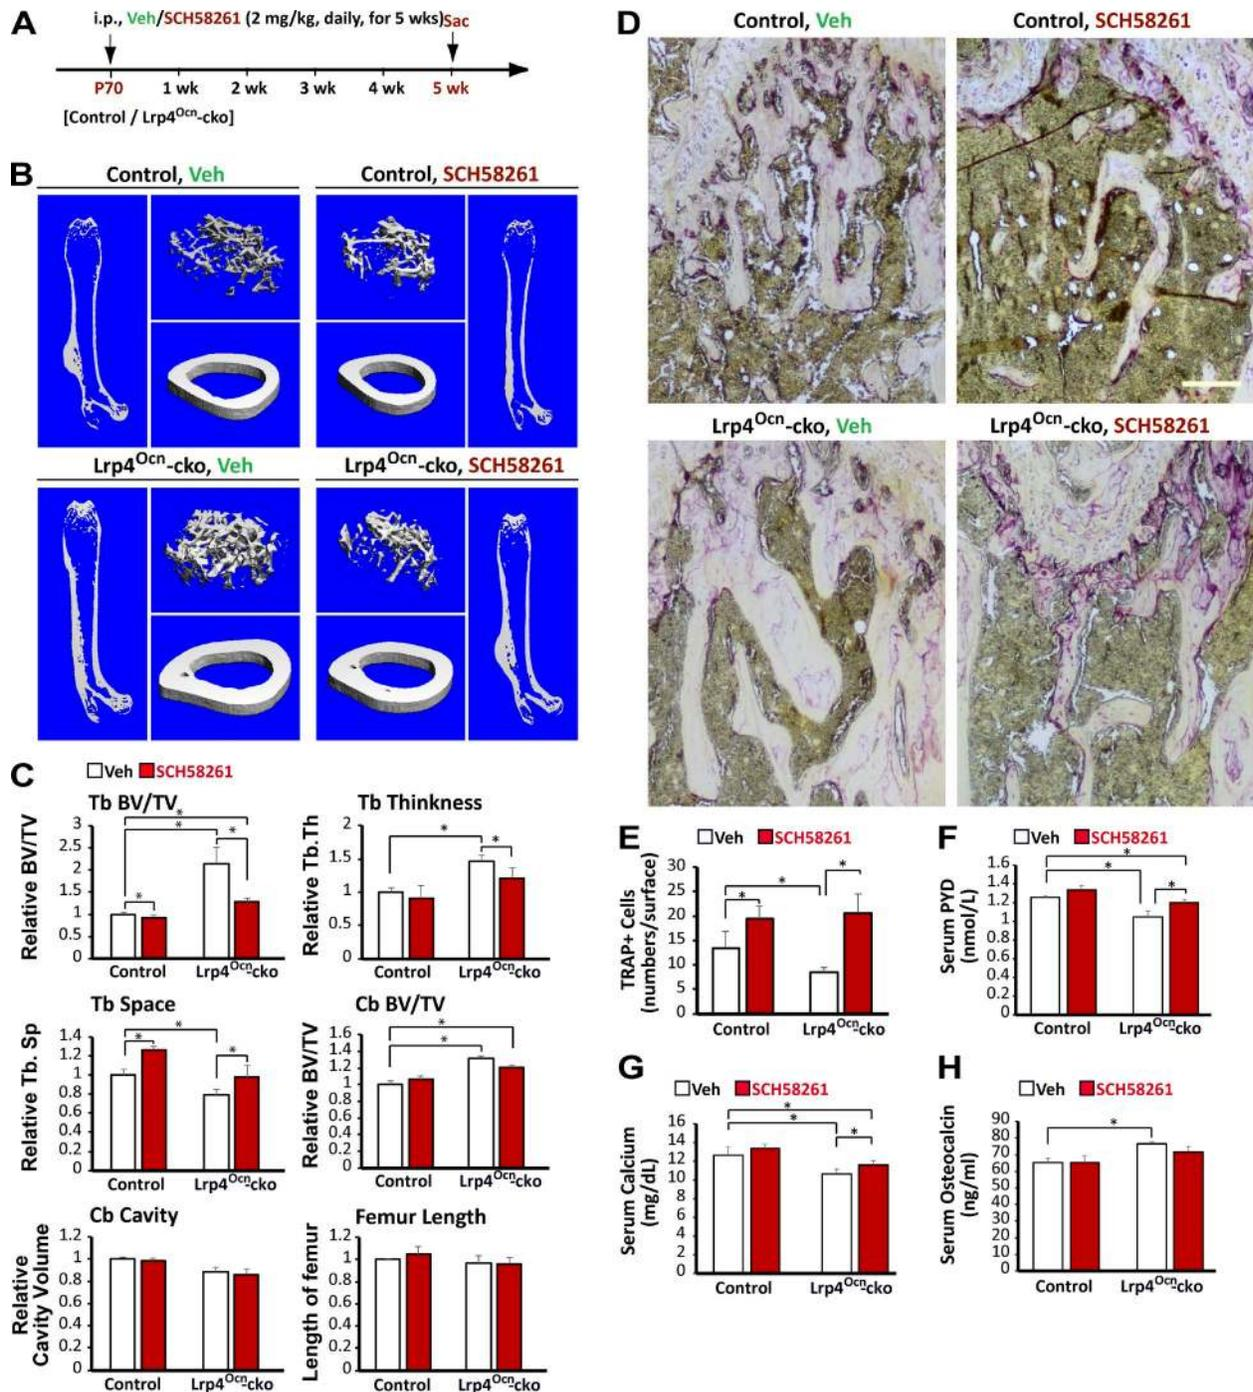 A
i.p., Veh/SCH58261 (2 mg/kg, daily, for 5 wks) Sac
P70 1 wk 2 wk 3 wk 4 wk 5 wk
[Control / Lrp4Ocn-cko]
B
Control, Veh Control, SCH58261
Lrp4Ocn-cko, Veh Lrp4Ocn-cko, SCH58261
C
Veh SCH58261
Tb BV/TV
Relative BV/TV
3
2.5
2
1.5
1
0.5
0
* * * *
Control Lrp4Ocn-cko
Tb Thinkness
Relative Tb.Th
2
1.5
1
0.5
0
* *
Control Lrp4Ocn-cko
Tb Space
Relative Tb. Sp
1.4
1.2
1
0.8
0.6
0.4
0.2
0
* * *
Control Lrp4Ocn-cko
Cb BV/TV
Relative BV/TV
1.6
1.4
1.2
1
0.8
0.6
0.4
0.2
0
* *
Control Lrp4Ocn-cko
Cb Cavity
Relative
Cavity Volume
1.2
1
0.8
0.6
0.4
0.2
0
Control Lrp4Ocn-cko
Femur Length
Length of femur
1.2
1
0.8
0.6
0.4
0.2
0
Control Lrp4Ocn-cko
D
Control, Veh Control, SCH58261
Lrp4Ocn-cko, Veh Lrp4Ocn-cko, SCH58261
E
Veh SCH58261
TRAP+ Cells
(numbers/surface)
30
25
20
15
10
5
0
* * *
Control Lrp4Ocn-cko
F
Veh SCH58261
Serum PYD
(nmol/L)
1.6
1.4
1.2
1
0.8
0.6
0.4
0.2
0
* * *
Control Lrp4Ocn-cko
G
Veh SCH58261
Serum Calcium
(mg/dL)
16
14
12
10
8
6
4
2
0
* * *
Control Lrp4Ocn-cko
H
Veh SCH58261
Serum Osteocalcin
(ng/ml)
90
80
70
60
50
40
30
20
10
0
*
Control Lrp4Ocn-cko